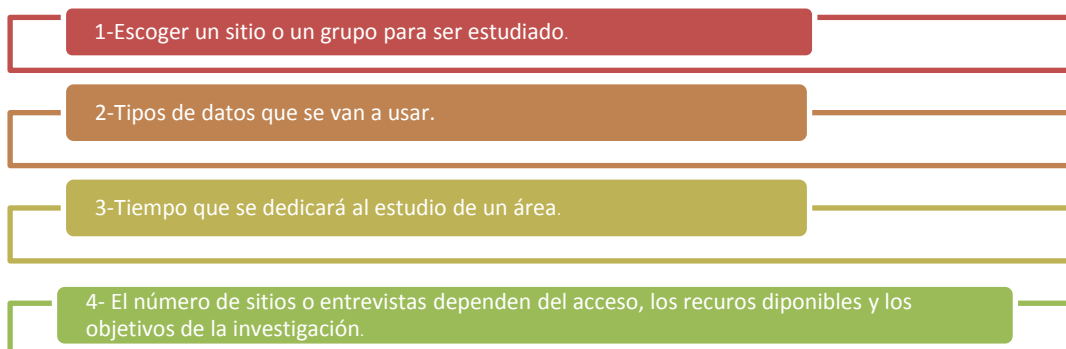 1-Escoger un sitio o un grupo para ser estudiado.
2-Tipos de datos que se van a usar.
3-Tiempo que se dedicará al estudio de un área.
4- El número de sitios o entrevistas dependen del acceso, los recuros diponibles y los
objetivos de la investigación.